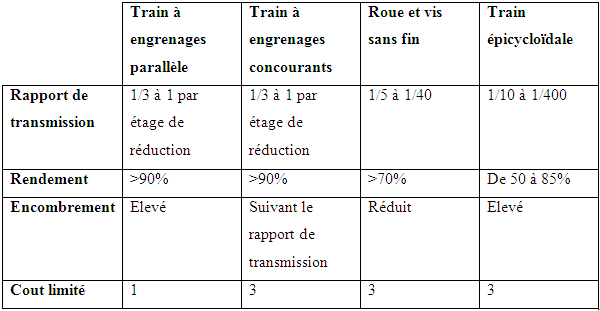 Train à engrenages parallèle
Train à engrenages concourants
Roue et vis sans fin
Train épicycloïdale
Rapport de transmission
1/3 à 1 par étage de réduction
1/3 à 1 par étage de réduction
1/5 à 1/40
1/10 à 1/400
Rendement
>90%
>90%
>70%
De 50 à 85%
Encombrement
Elevé
Suivant le rapport de transmission
Réduit
Elevé
Cout limité
1
3
3
3